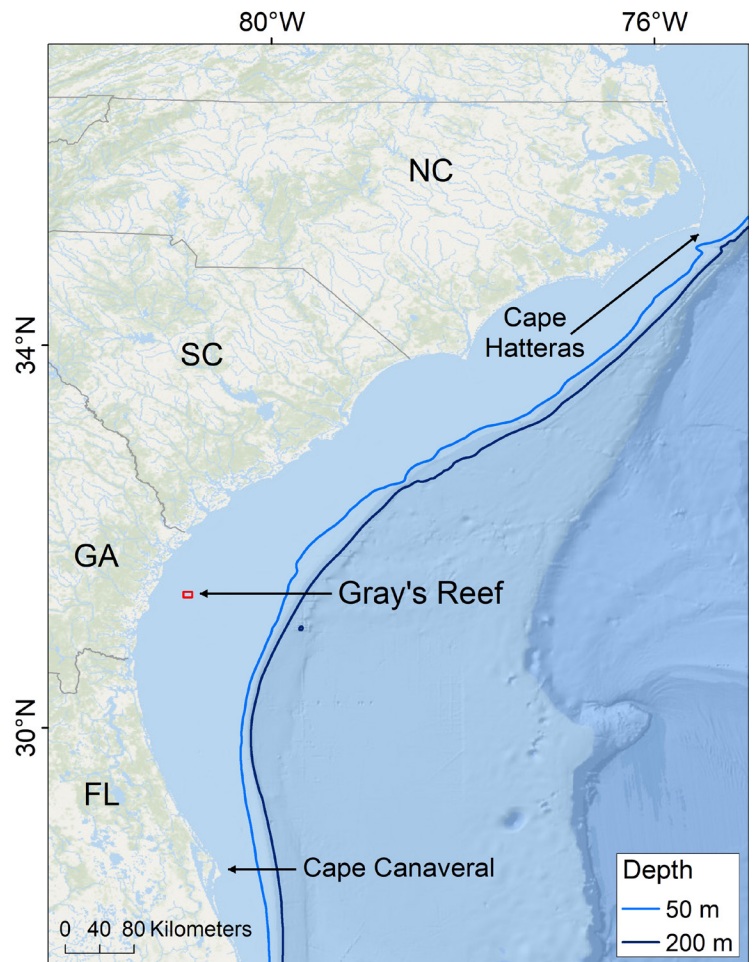 80°W 76°W
NC
34°N
Cape
Hatteras
SC
GA
Gray's Reef
30°N
FL
Cape Canaveral
Depth
50 m
200 m
0 40 80 Kilometers